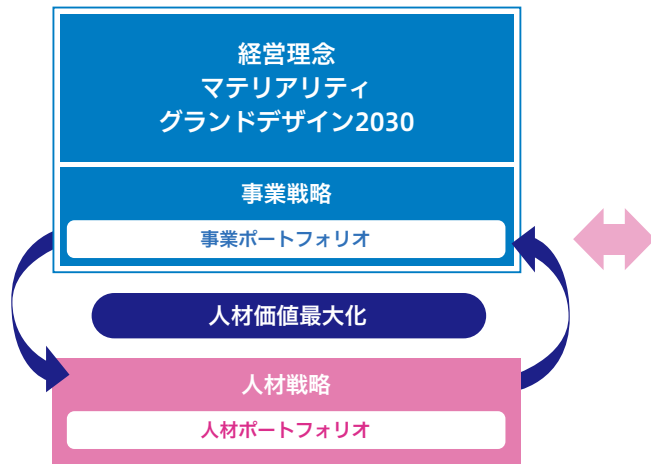 経営理念
マテリアリティ
グランドデザイン2030
事業戦略
事業ポートフォリオ
人材価値最大化
人材戦略
人材ポートフォリオ